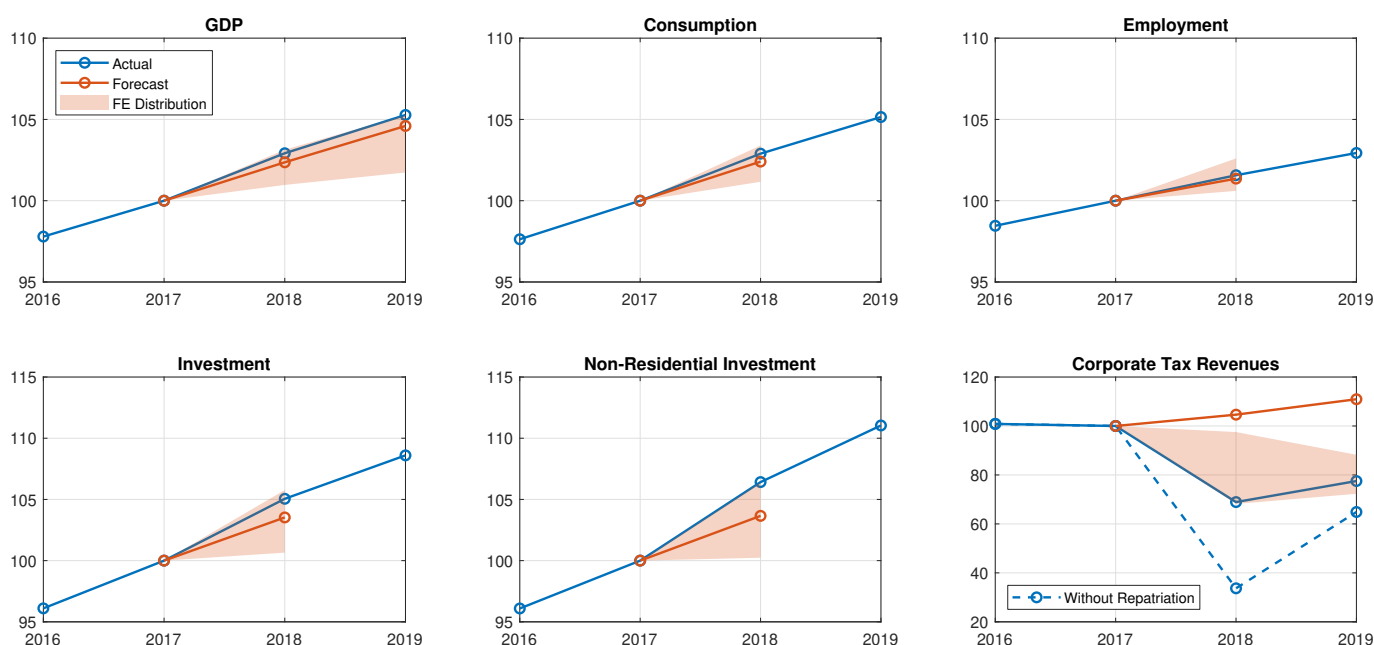 GDP
110
105
100
95
2016 2017 2018 2019
Actual
Forecast
FE Distribution
Consumption
110
105
100
95
2016 2017 2018 2019
Employment
110
105
100
95
2016 2017 2018 2019
Investment
115
110
105
100
95
2016 2017 2018 2019
Non-Residential Investment
115
110
105
100
95
2016 2017 2018 2019
Corporate Tax Revenues
120
100
80
60
40
20
2016 2017 2018 2019
Without Repatriation